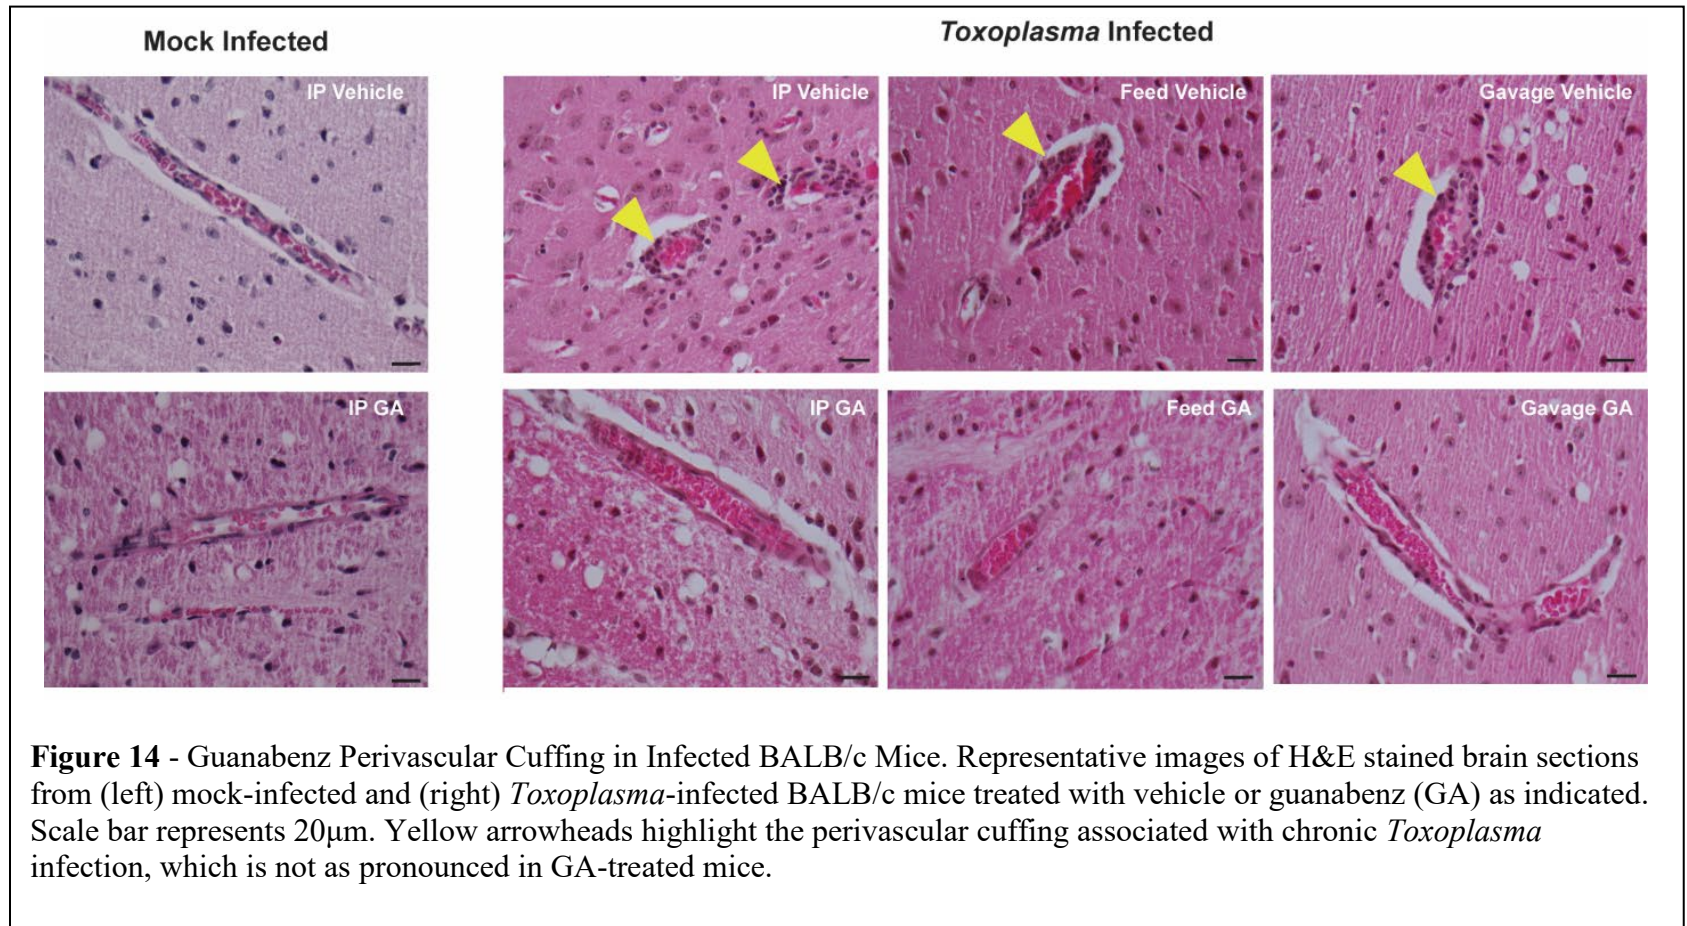 Mock Infected
Toxoplasma Infected
IP Vehicle
IP Vehicle
Feed Vehicle
Gavage Vehicle
IP GA
IP GA
Feed GA
Gavage GA
Figure 14 - Guanabenz Perivascular Cuffing in Infected BALB/c Mice. Representative images of H&E stained brain sections
from (left) mock-infected and (right) Toxoplasma-infected BALB/c mice treated with vehicle or guanabenz (GA) as indicated.
Scale bar represents 20μm. Yellow arrowheads highlight the perivascular cuffing associated with chronic Toxoplasma
infection, which is not as pronounced in GA-treated mice.